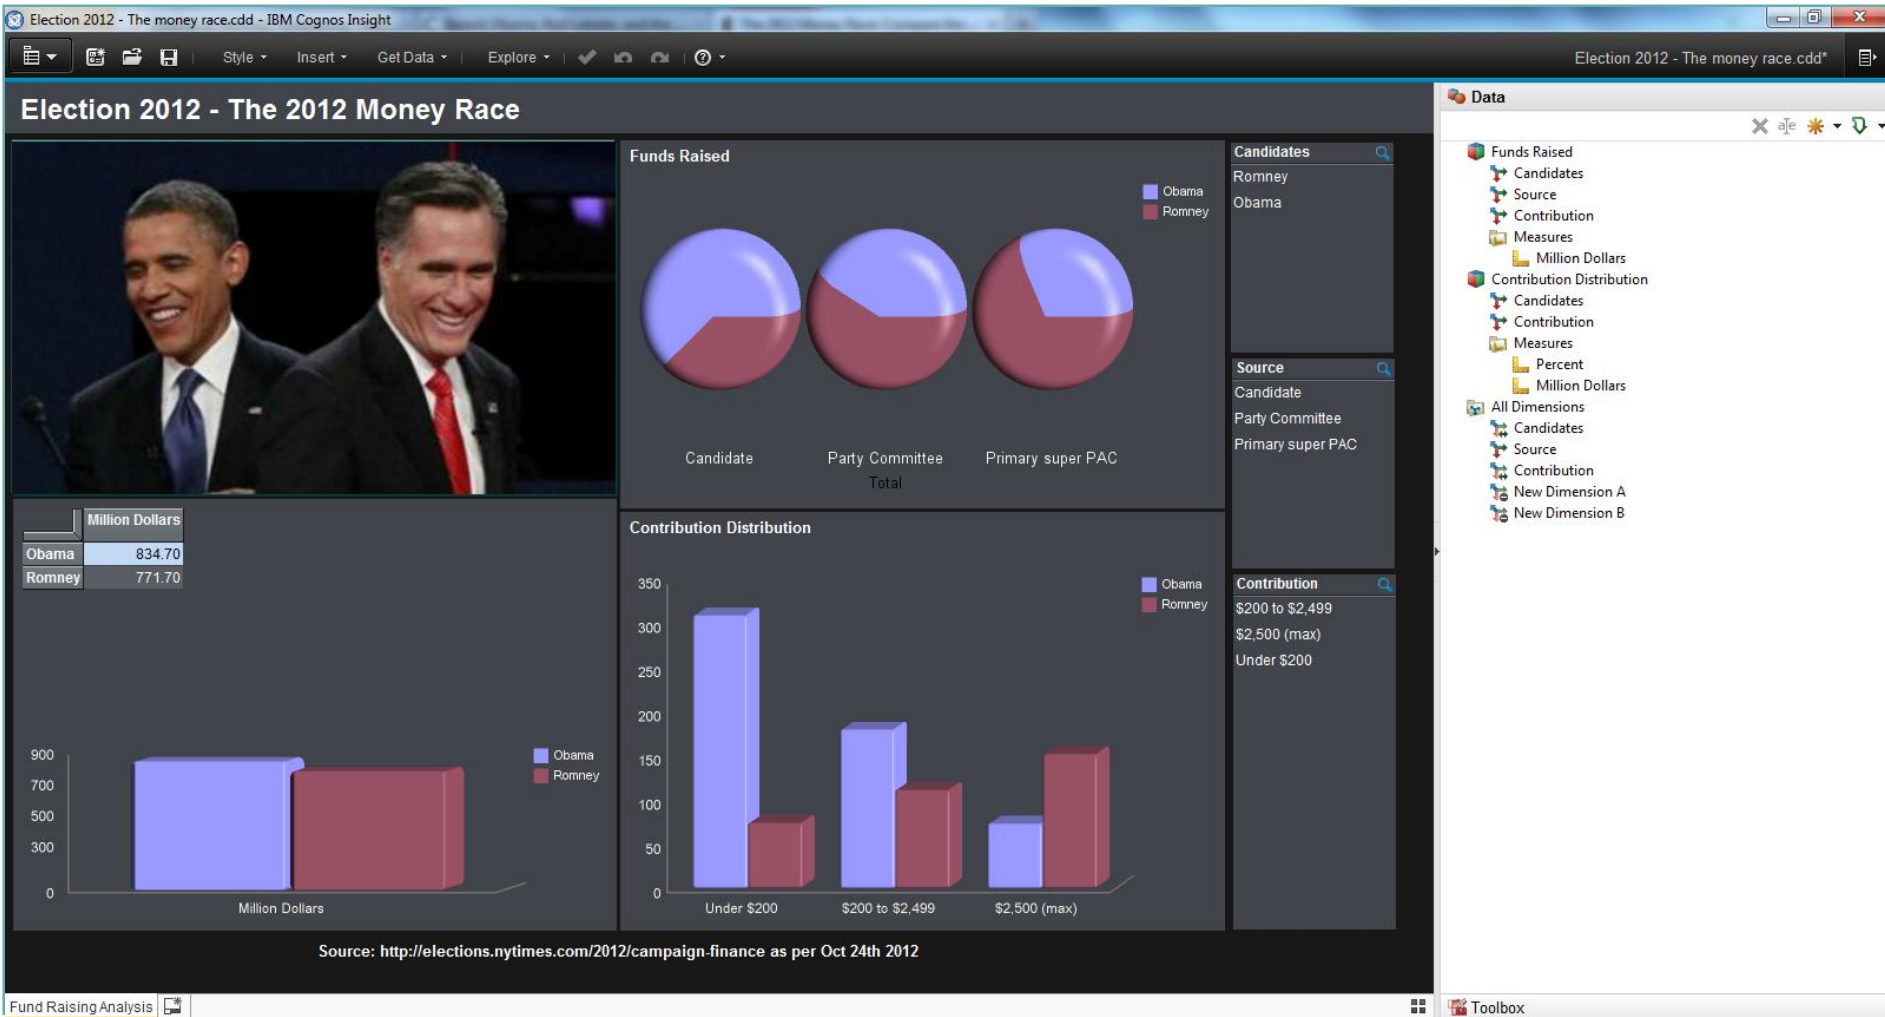 Election 2012 - The money race.cdd - IBM Cognos Insight
Style Insert Get Data Explore
Election 2012 - The money race.cdd*
Election 2012 - The 2012 Money Race
Funds Raised
Obama
Romney
Candidate Party Committee Primary super PAC
Total
Candidates
Romney
Obama
Source
Candidate
Party Committee
Primary super PAC
Contribution
$200 to $2,499
$2,500 (max)
Under $200
Million Dollars
Obama 834.70
Romney 771.70
900
700
500
300
0
Million Dollars
Obama
Romney
Contribution Distribution
350
300
250
200
150
100
50
0
Under $200 $200 to $2,499 $2,500 (max)
Obama
Romney
Source: http://elections.nytimes.com/2012/campaign-finance as per Oct 24th 2012
Fund Raising Analysis
Data
Funds Raised
Candidates
Source
Contribution
Measures
Million Dollars
Contribution Distribution
Candidates
Contribution
Measures
Percent
Million Dollars
All Dimensions
Candidates
Source
Contribution
New Dimension A
New Dimension B
Toolbox